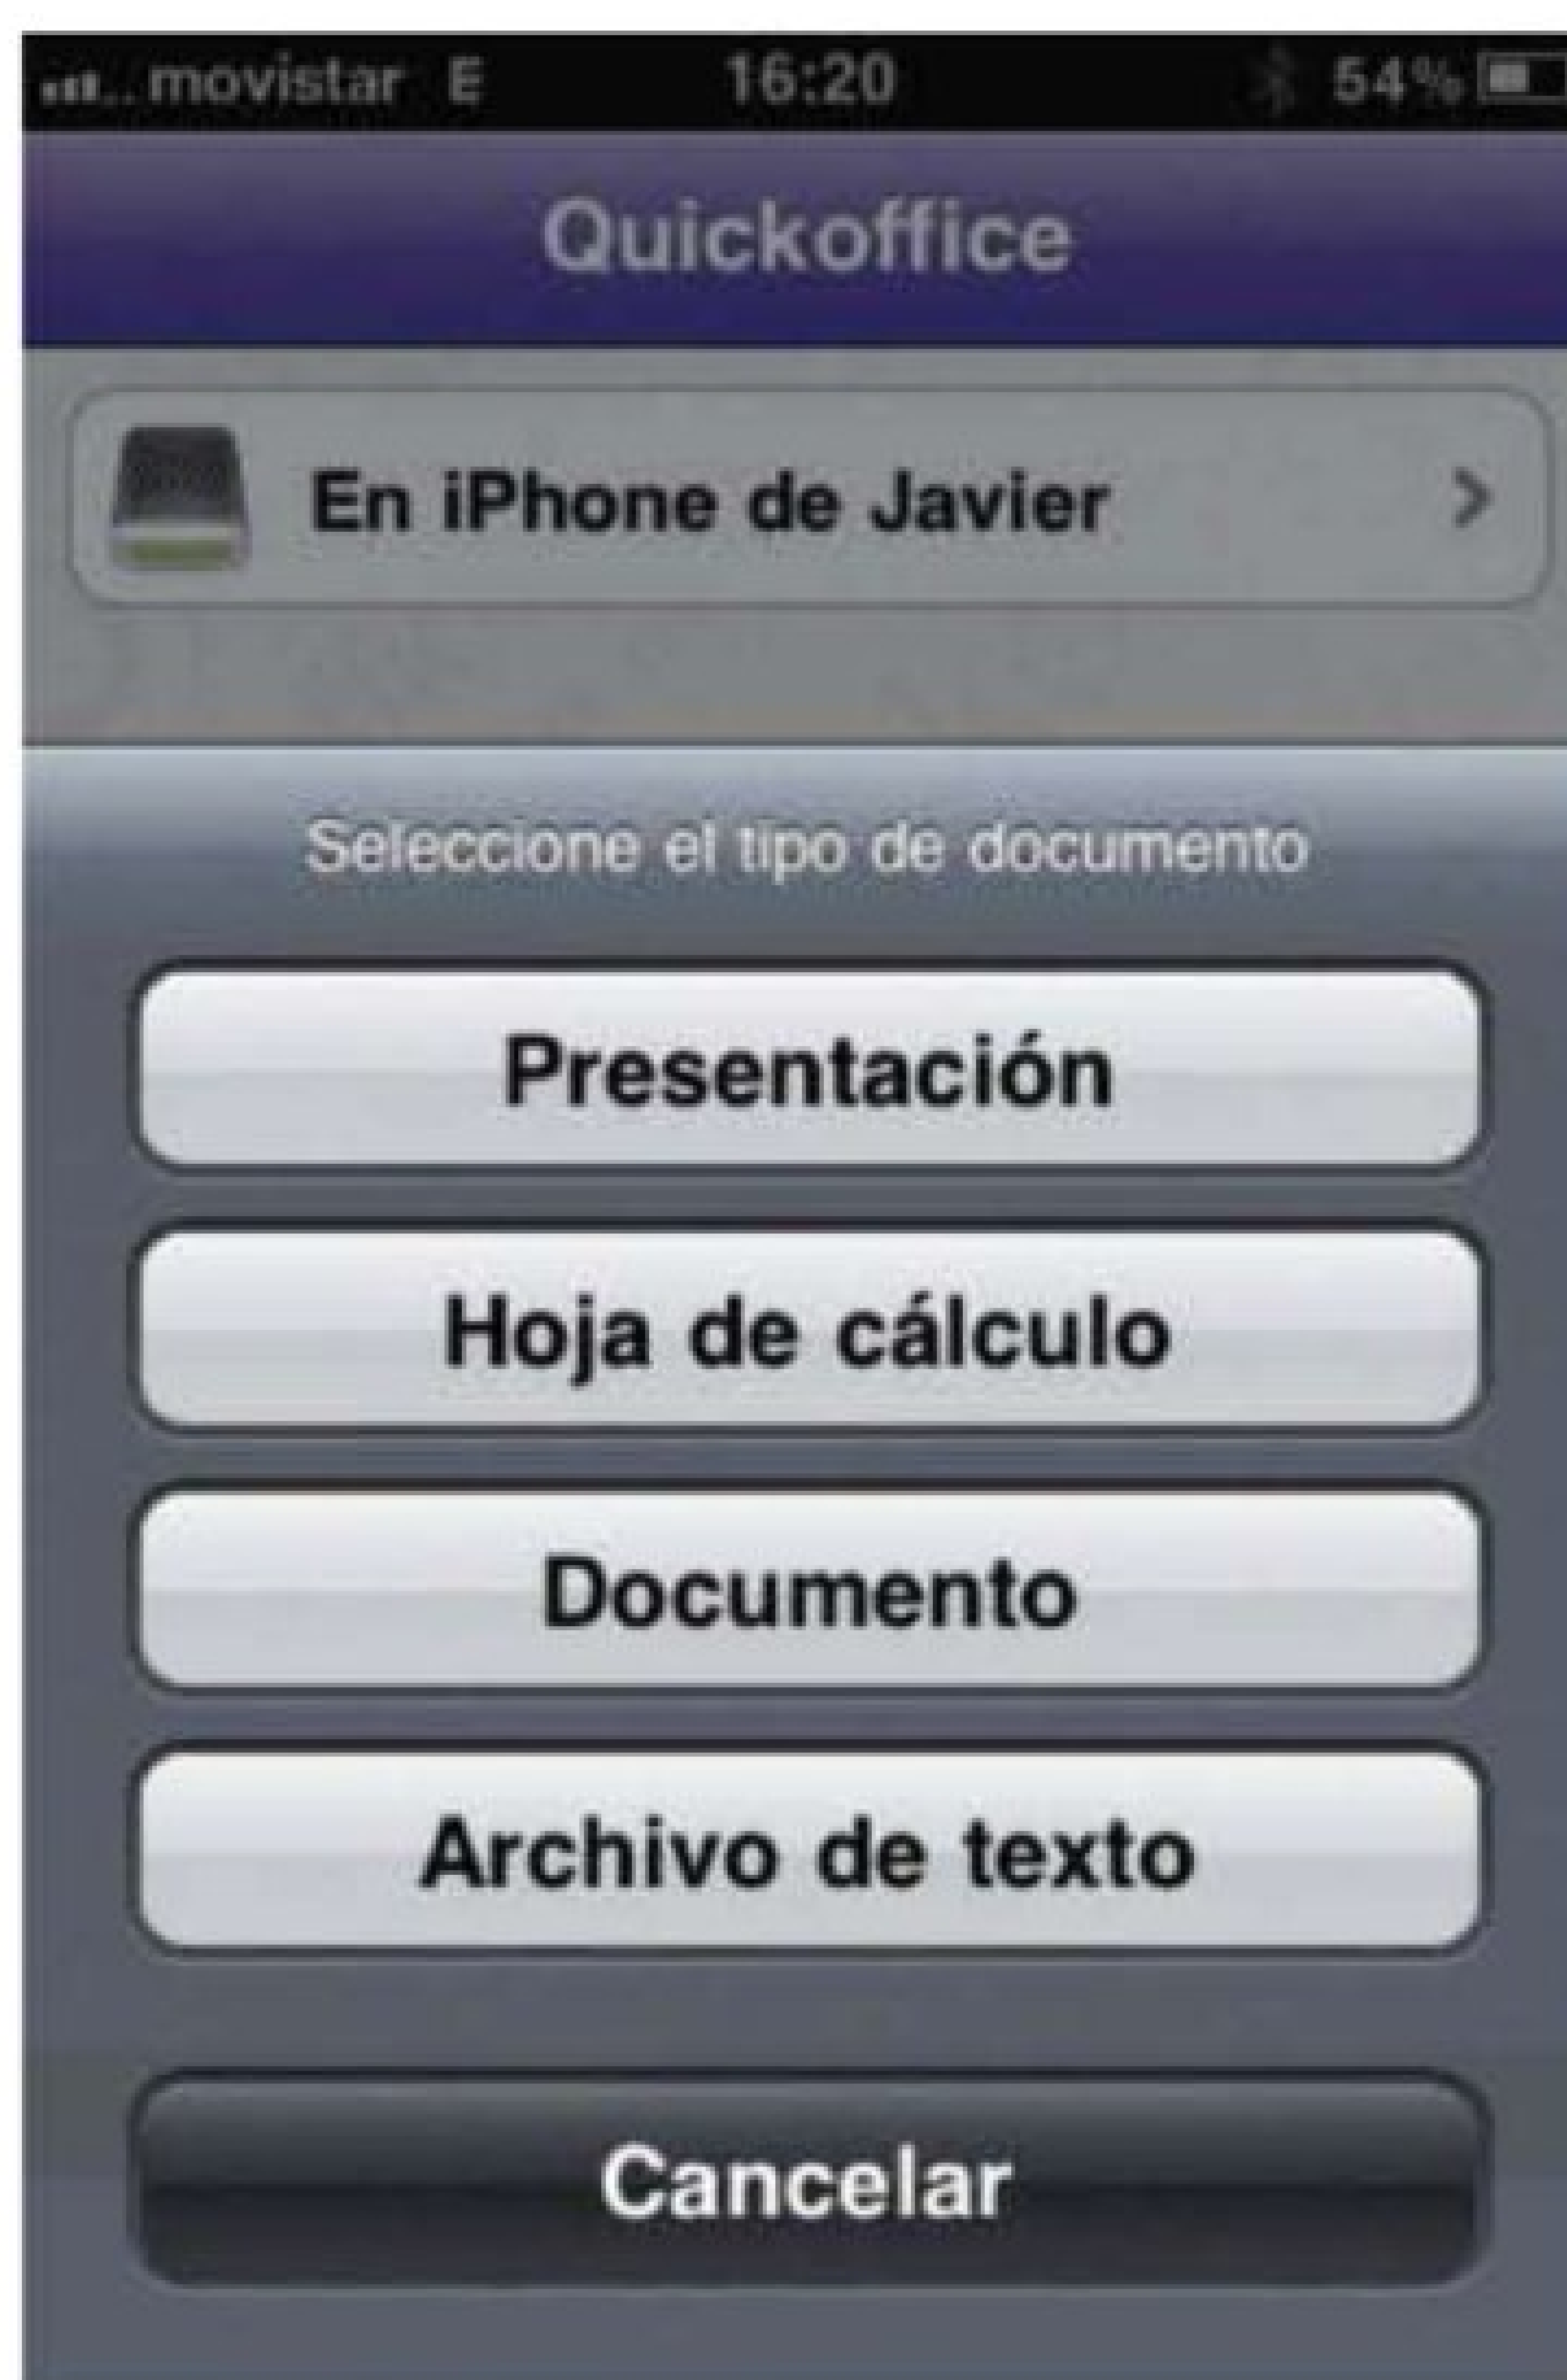 movistar E 16:20 54%
Quickoffice
En iPhone de Javier
Seleccione el tipo de documento
Presentación
Hoja de cálculo
Documento
Archivo de texto
Cancelar